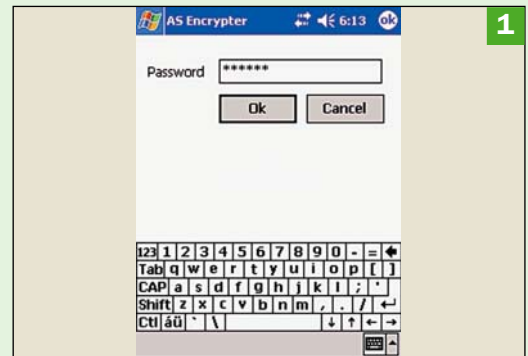 AS Encrypter 6:13 ok
1
Password ******
Ok Cancel
123 1 2 3 4 5 6 7 8 9 0 - =
Tab q w e r t y u i o p [ ]
CAP a s d f g h j k l ; '
Shift z x c v b n m , . /
Ctl áü ` \